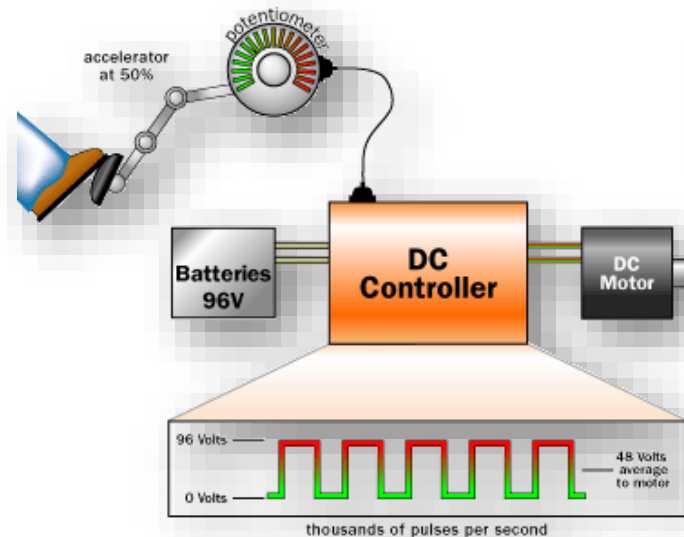 potentiometer
accelerator
at 50%
Batteries
96V
DC
Controller
DC
Motor
96 Volts
0 Volts
48 Volts
average
to motor
thousands of pulses per second